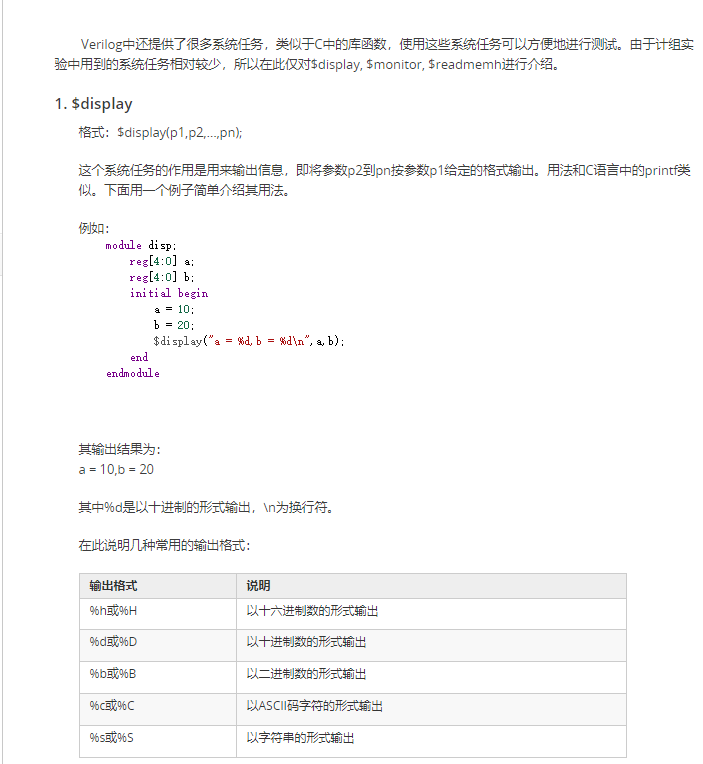 Verilog中还提供了很多系统任务，类似于C中的库函数，使用这些系统任务可以方便地进行测试。由于计组实
验中用到的系统任务相对较少，所以在此仅对$display, $monitor, $readmemh进行介绍。
1. $display
格式：$display(p1,p2,...,pn);
这个系统任务的作用是用来输出信息，即将参数p2到pn按参数p1给定的格式输出。用法和C语言中的printf类
似。下面用一个例子简单介绍其用法。
例如：
module disp;
reg[4:0] a;
reg[4:0] b;
initial begin
a = 10;
b = 20;
$display("a = %d,b = %d\n",a,b);
end
endmodule
其输出结果为：
a = 10,b = 20
其中%d是以十进制的形式输出，\n为换行符。
在此说明几种常用的输出格式：
输出格式 说明
%h或%H 以十六进制数的形式输出
%d或%D 以十进制数的形式输出
%b或%B 以二进制数的形式输出
%c或%C 以ASCII码字符的形式输出
%s或%S 以字符串的形式输出